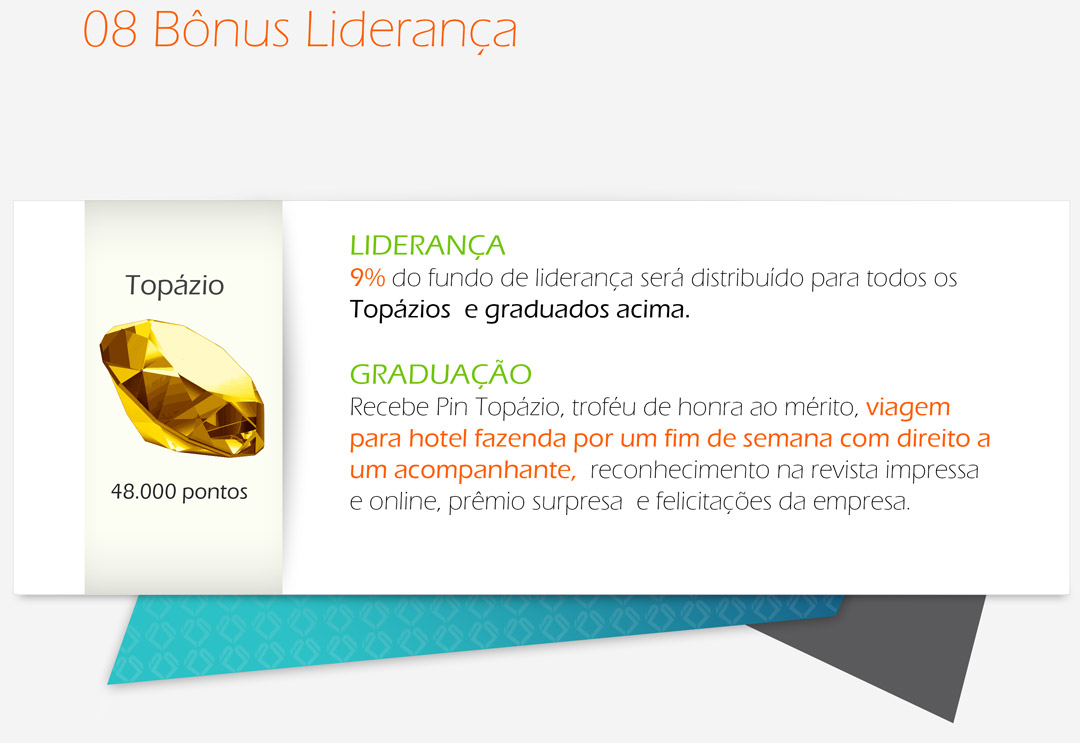 08 Bônus Liderança
Topázio
48.000 pontos
LIDERANÇA
9% do fundo de liderança será distribuído para todos os
Topázios e graduados acima.
GRADUAÇÃO
Recebe Pin Topázio, troféu de honra ao mérito, viagem
para hotel fazenda por um fim de semana com direito a
um acompanhante, reconhecimento na revista impressa
e online, prêmio surpresa e felicitações da empresa.